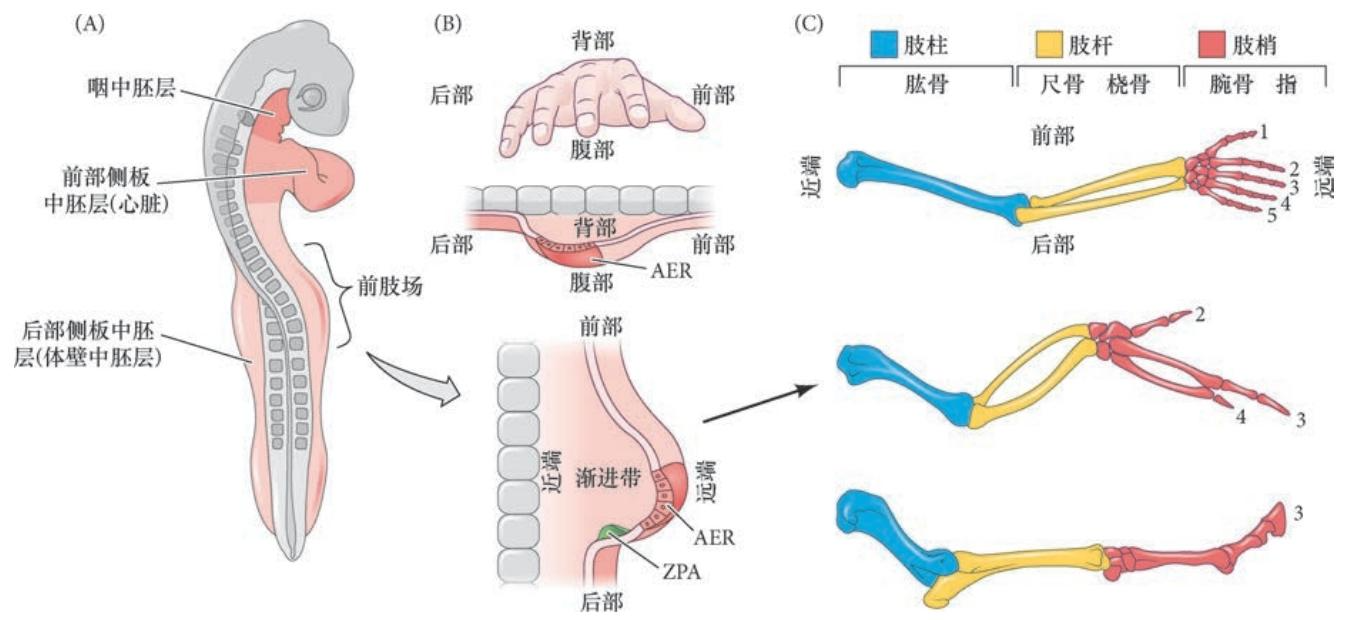 (A)
咽中胚层
前部侧板
中胚层(心脏)
前肢场
后部侧板中胚
层(体壁中胚层)
(B)
背部
后部
前部
腹部
背部
后部
前部
AER
腹部
前部
近端
渐进带
远端
AER
ZPA
后部
(C)
肢柱
肢杆
肢梢
肱骨
尺骨 桡骨
腕骨 指
前部
近端
远端
后部
1
2
3
4
5
2
4
3
3